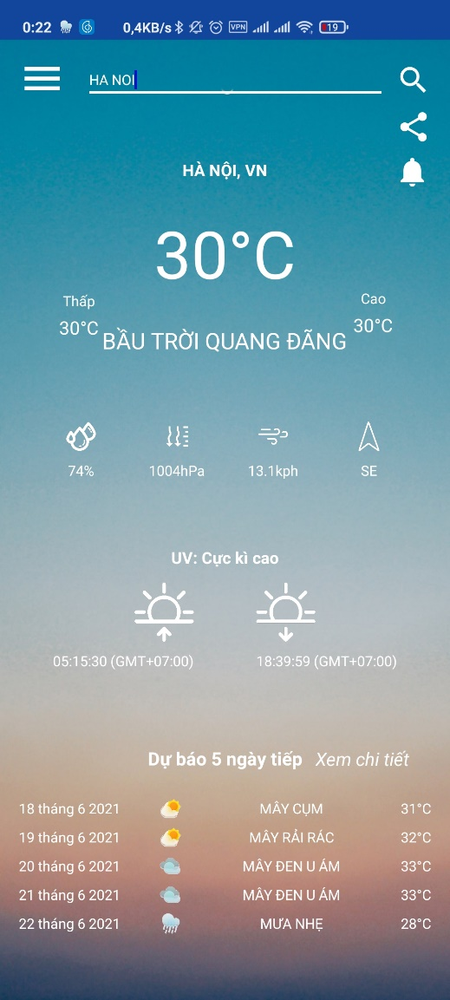 0:22 0,4KB/s VPN 19
HA NOI
HÀ NỘI, VN
30°C
Thấp Cao
30°C 30°C
BẦU TRỜI QUANG ĐÃNG
74% 1004hPa 13.1kph SE
UV: Cực kì cao
05:15:30 (GMT+07:00) 18:39:59 (GMT+07:00)
Dự báo 5 ngày tiếp Xem chi tiết
18 tháng 6 2021 MÂY CỤM 31°C
19 tháng 6 2021 MÂY RẢI RÁC 32°C
20 tháng 6 2021 MÂY ĐEN U ÁM 33°C
21 tháng 6 2021 MÂY ĐEN U ÁM 33°C
22 tháng 6 2021 MƯA NHẸ 28°C